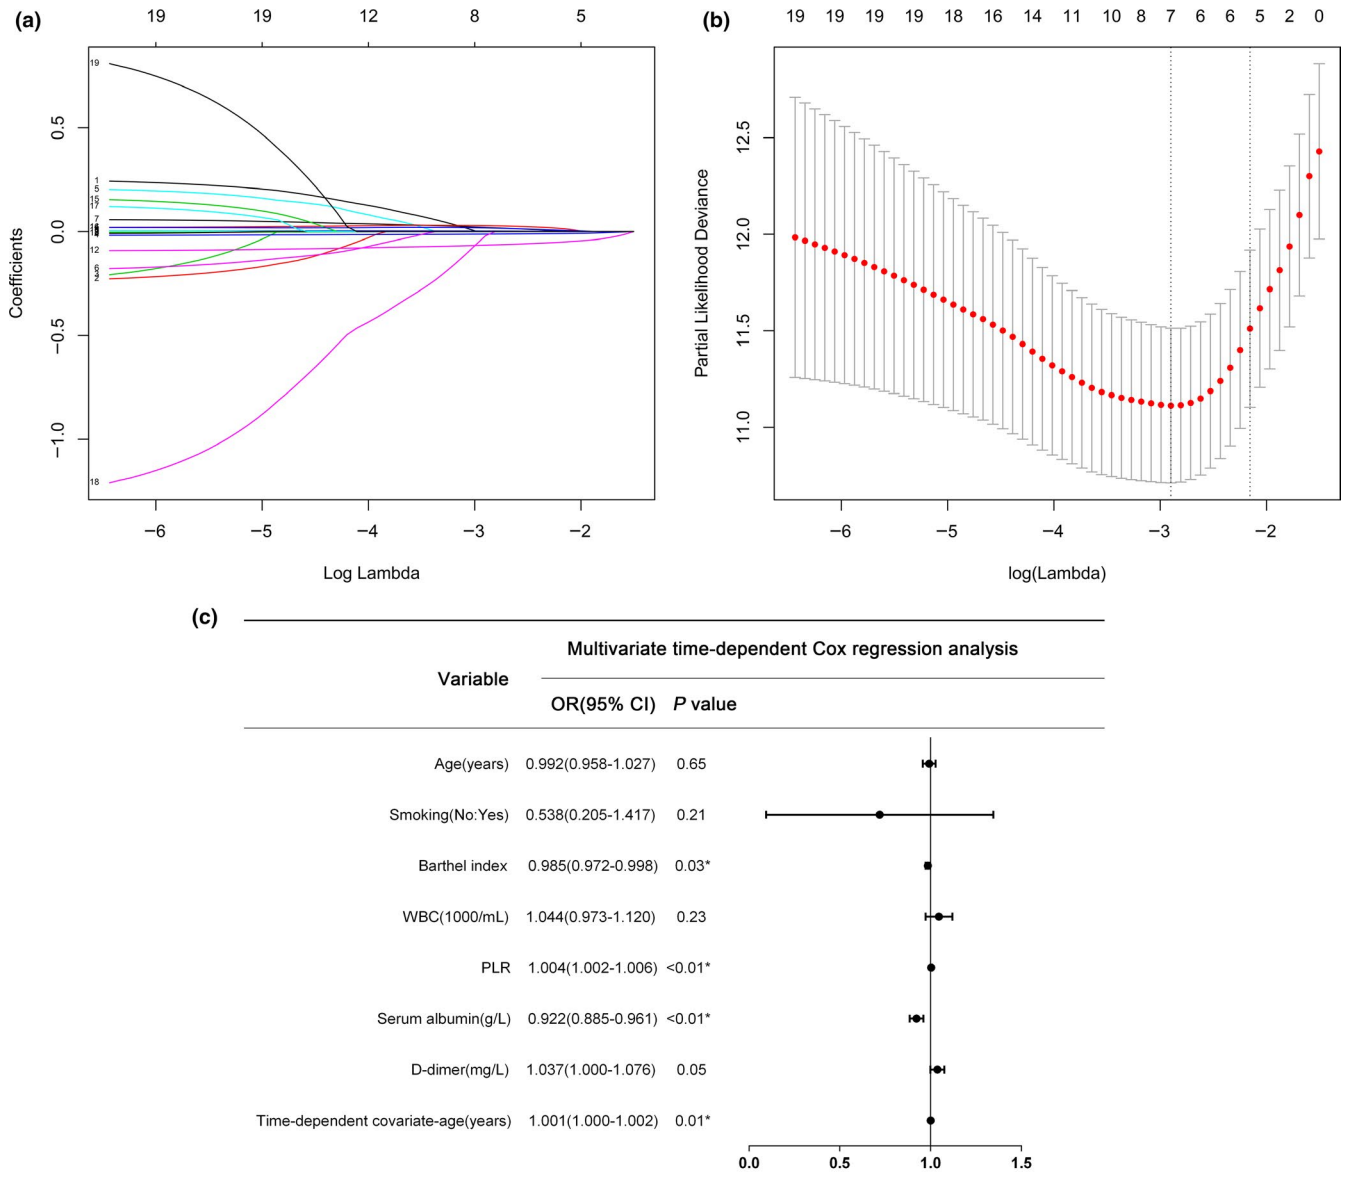 (a)
19 19 12 8 5
Coefficients
0.5
0.0
−0.5
−1.0
19
1
5
15
17
7
12
6
2
18
−6 −5 −4 −3 −2
Log Lambda
(b)
19 19 19 19 18 16 14 11 10 8 7 6 6 5 2 0
Partial Likelihood Deviance
12.5
12.0
11.5
11.0
−6 −5 −4 −3 −2
log(Lambda)
(c)
Multivariate time-dependent Cox regression analysis
Variable
OR(95% CI) P value
Age(years) 0.992(0.958-1.027) 0.65
Smoking(No:Yes) 0.538(0.205-1.417) 0.21
Barthel index 0.985(0.972-0.998) 0.03*
WBC(1000/mL) 1.044(0.973-1.120) 0.23
PLR 1.004(1.002-1.006) <0.01*
Serum albumin(g/L) 0.922(0.885-0.961) <0.01*
D-dimer(mg/L) 1.037(1.000-1.076) 0.05
Time-dependent covariate-age(years) 1.001(1.000-1.002) 0.01*
0.0 0.5 1.0 1.5